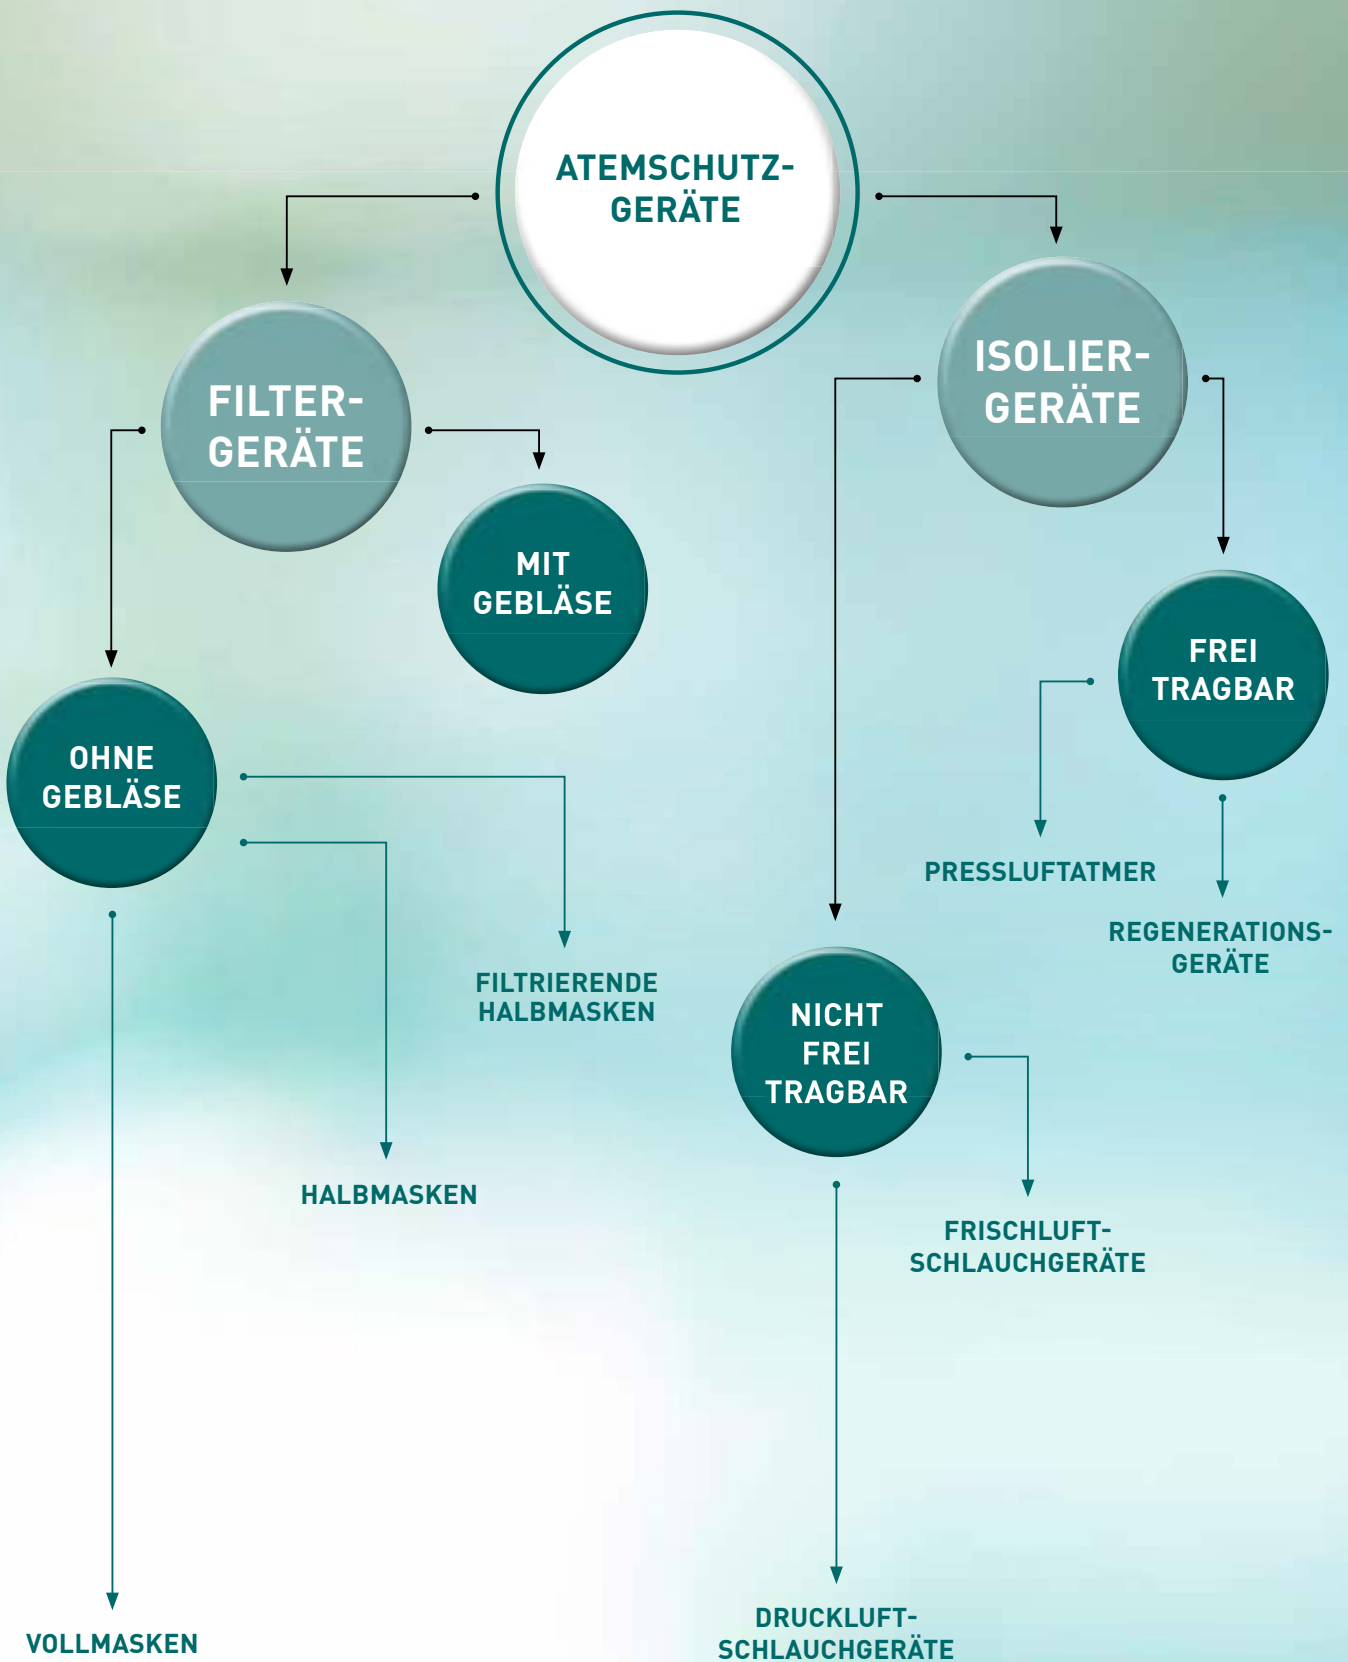 ATEMSCHUTZ-
GERÄTE
FILTER-
GERÄTE
ISOLIER-
GERÄTE
MIT
GEBLÄSE
FREI
TRAGBAR
OHNE
GEBLÄSE
PRESSLUFTATMER
REGENERATIONS-
GERÄTE
FILTRIERENDE
HALBMASKEN
NICHT
FREI
TRAGBAR
HALBMASKEN
FRISCHLUFT-
SCHLAUCHGERÄTE
VOLLMASKEN
DRUCKLUFT-
SCHLAUCHGERÄTE